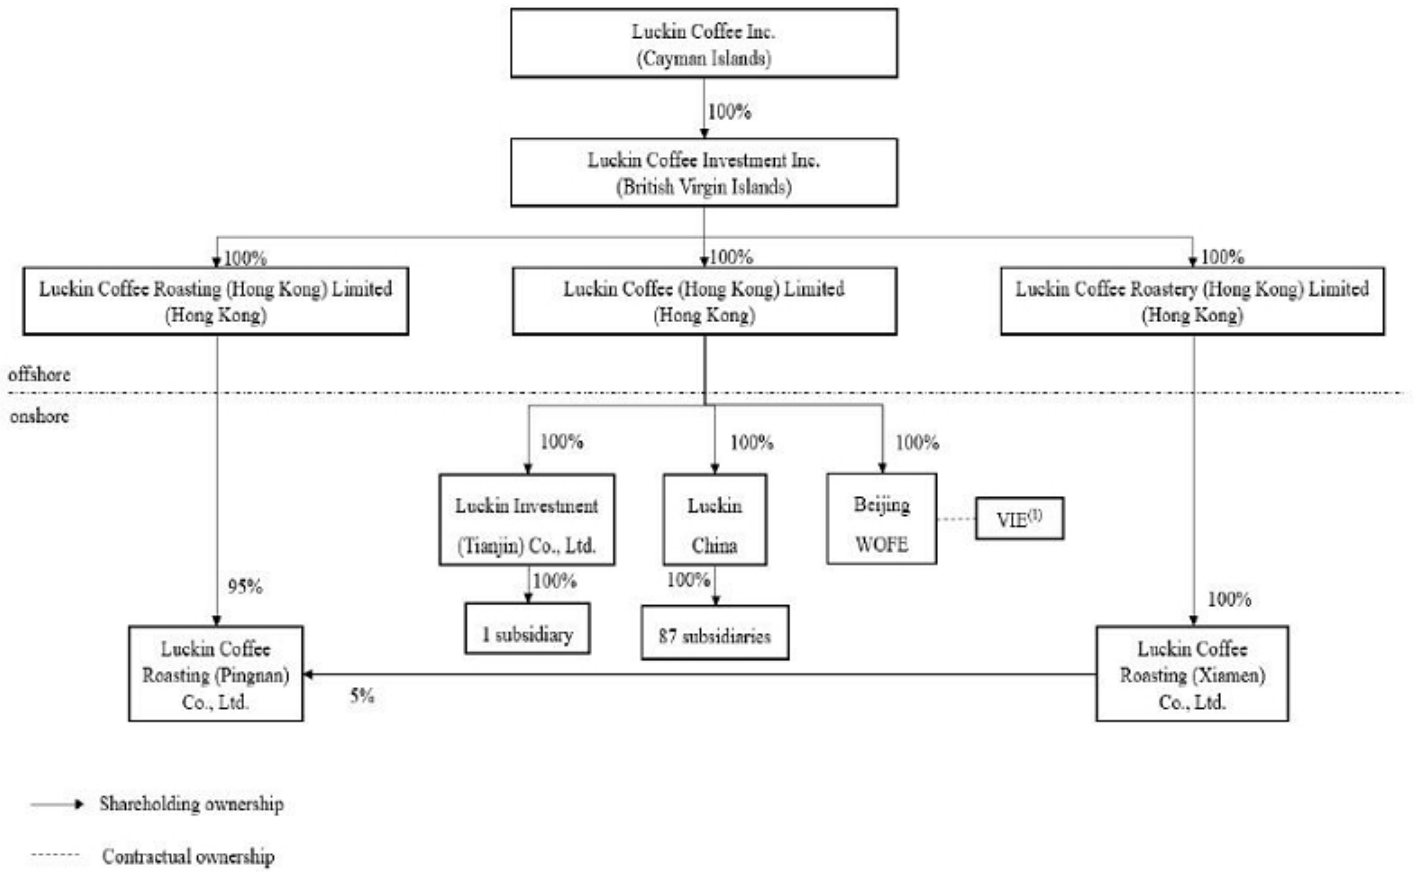 Luckin Coffee Inc.
(Cayman Islands)
100%
Luckin Coffee Investment Inc.
(British Virgin Islands)
100%
100%
100%
Luckin Coffee Roasting (Hong Kong) Limited
(Hong Kong)
Luckin Coffee (Hong Kong) Limited
(Hong Kong)
Luckin Coffee Roastery (Hong Kong) Limited
(Hong Kong)
offshore
onshore
100%
100%
100%
Luckin Investment
(Tianjin) Co., Ltd.
Luckin
China
Beijing
WOFE
VIE(1)
95%
100%
100%
100%
1 subsidiary
87 subsidiaries
Luckin Coffee
Roasting (Pingnan)
Co., Ltd.
5%
Luckin Coffee
Roasting (Xiamen)
Co., Ltd.
Shareholding ownership
Contractual ownership